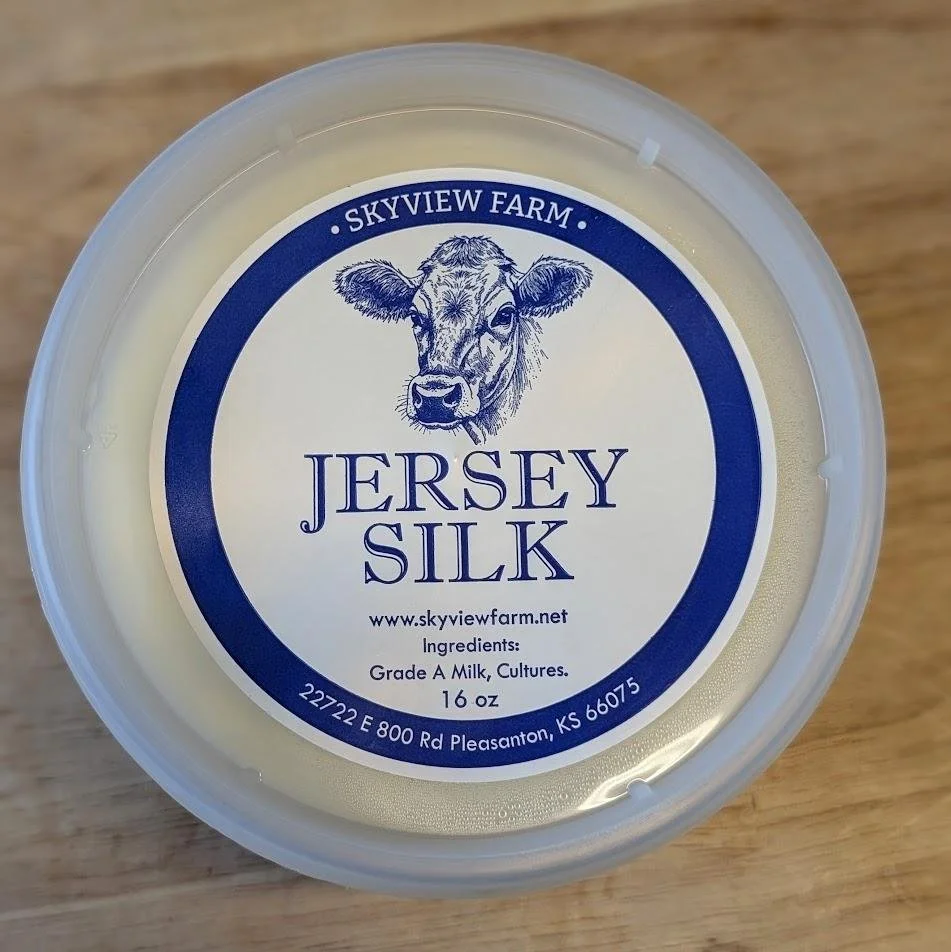 • SKYVIEW FARM •
JERSEY
SILK
www.skyviewfarm.net
Ingredients:
Grade A Milk, Cultures.
16 oz
22722 E 800 Rd Pleasanton, KS 66075